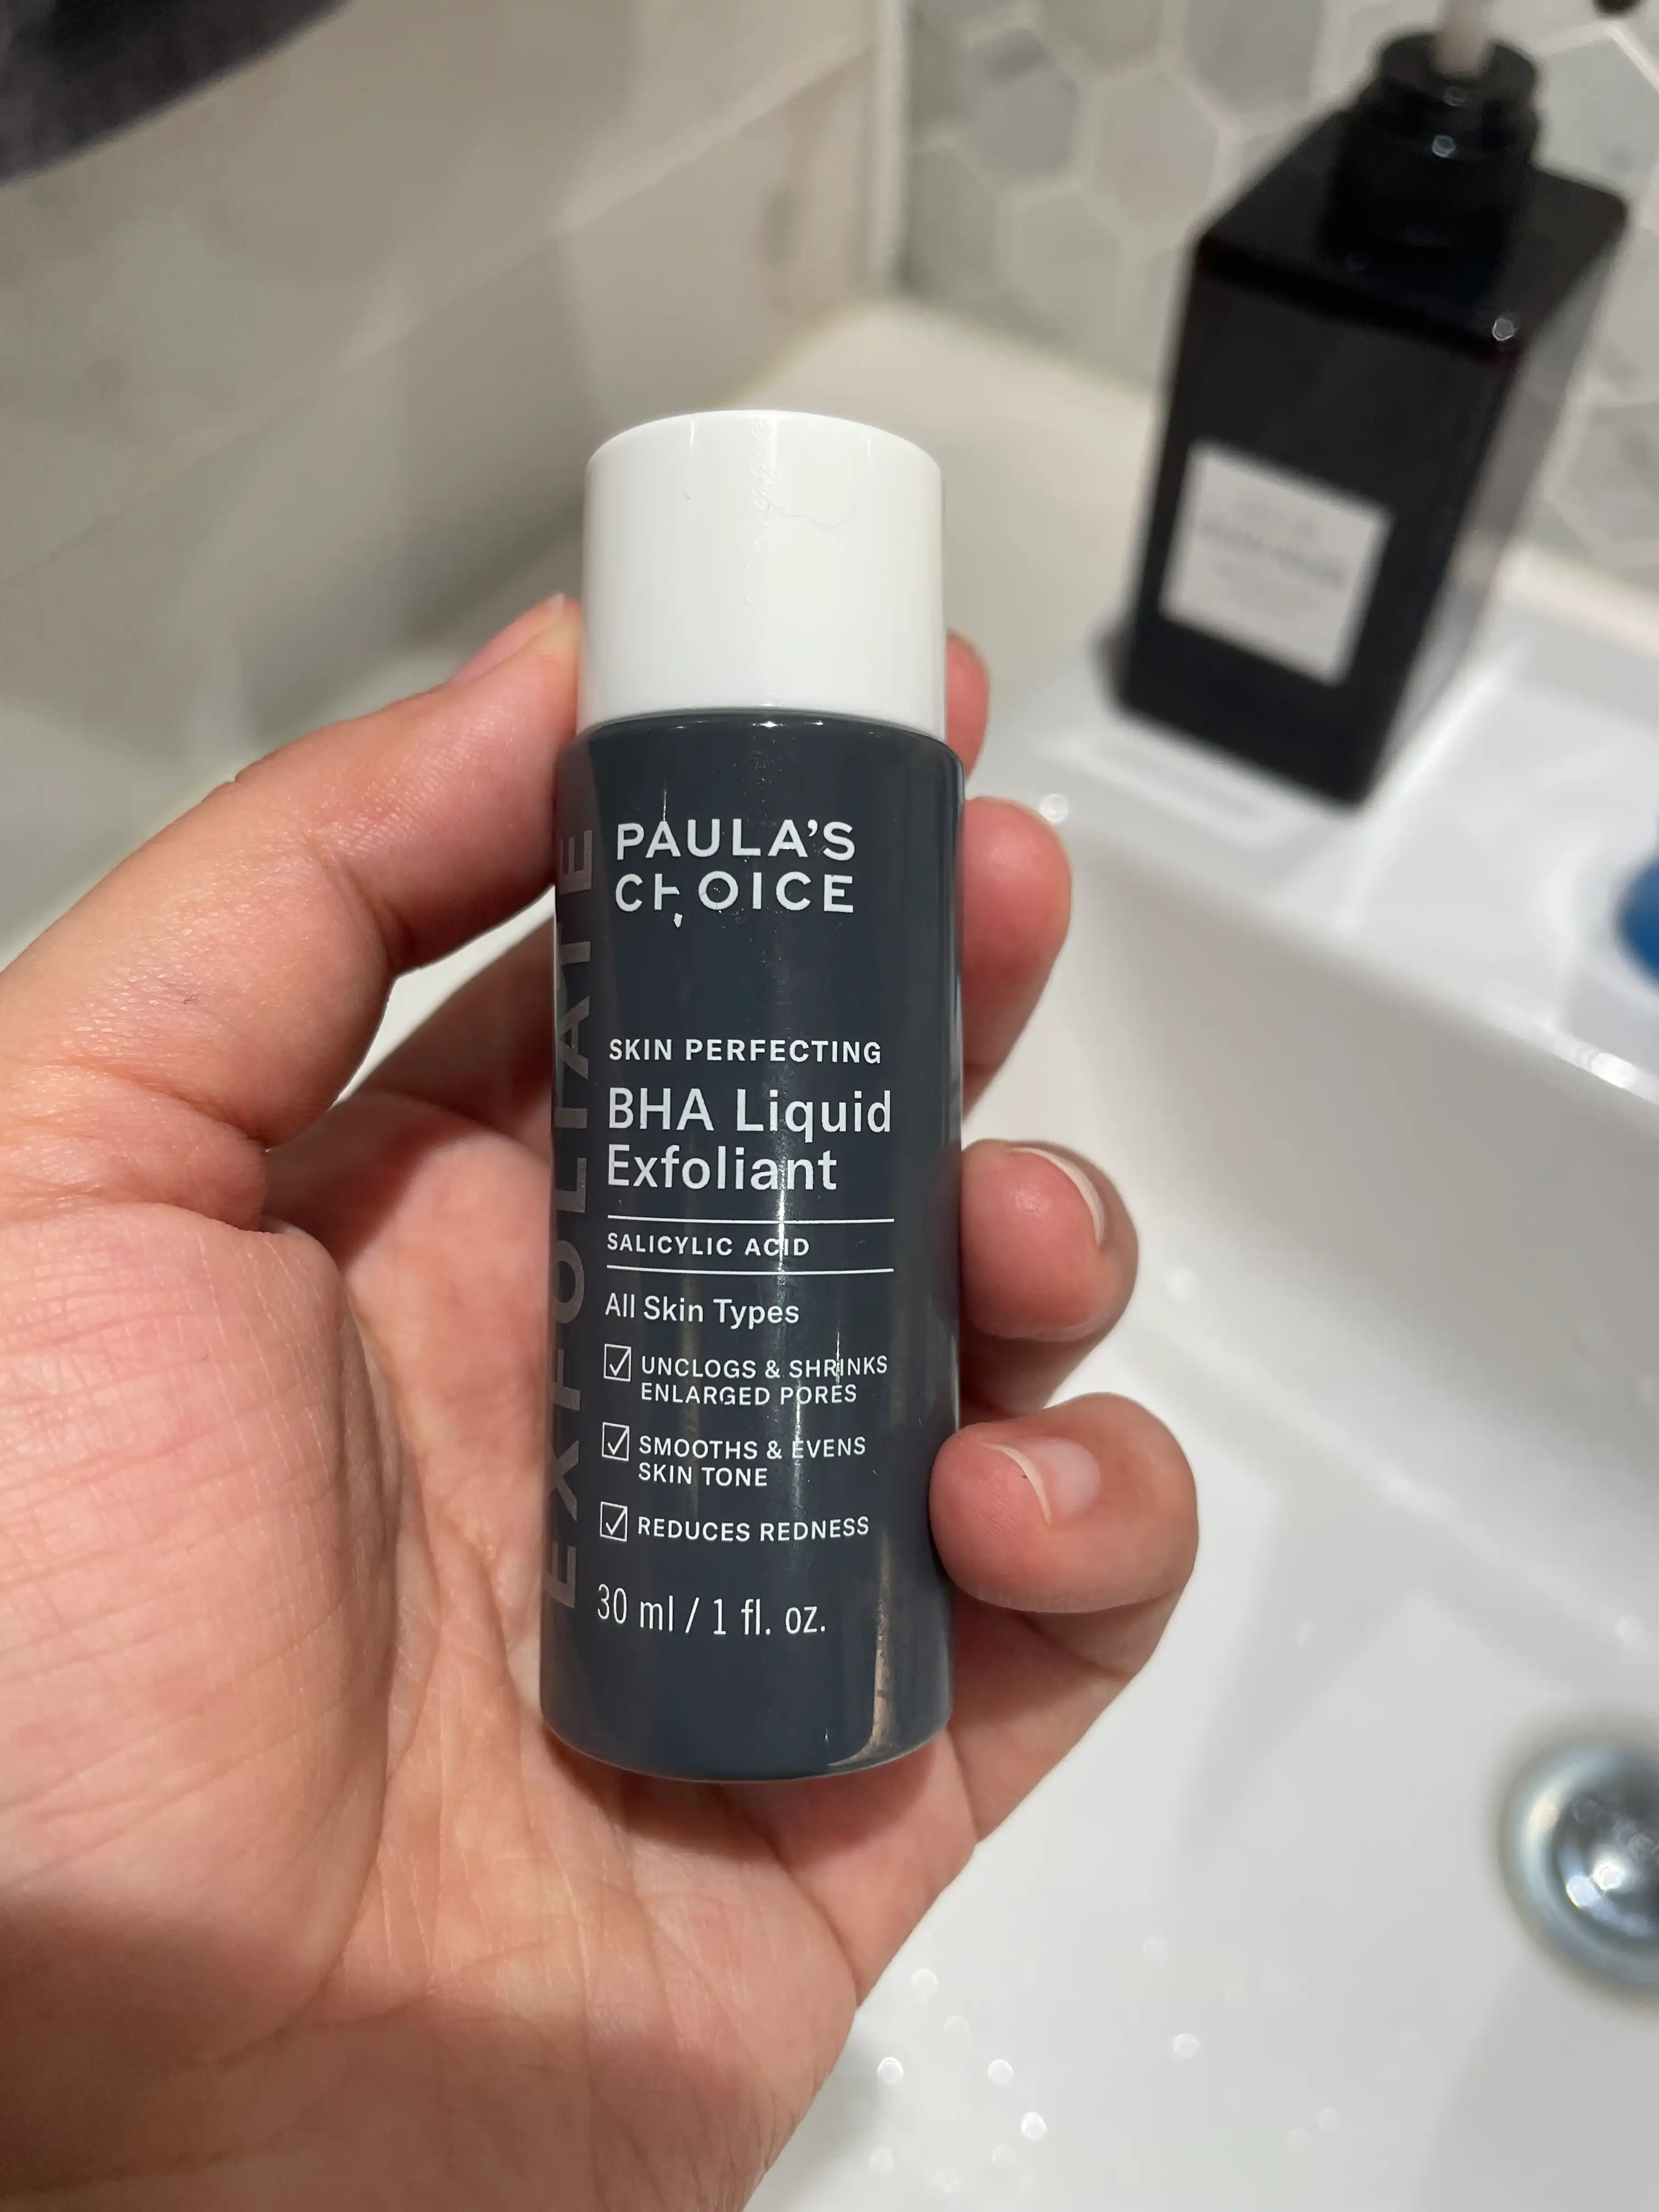 PAULA'S
CHOICE
EXFOLIATE
SKIN PERFECTING
BHA Liquid
Exfoliant
SALICYLIC ACID
All Skin Types
UNCLOGS & SHRINKS
ENLARGED PORES
SMOOTHS & EVENS
SKIN TONE
REDUCES REDNESS
30 ml / 1 fl. oz.